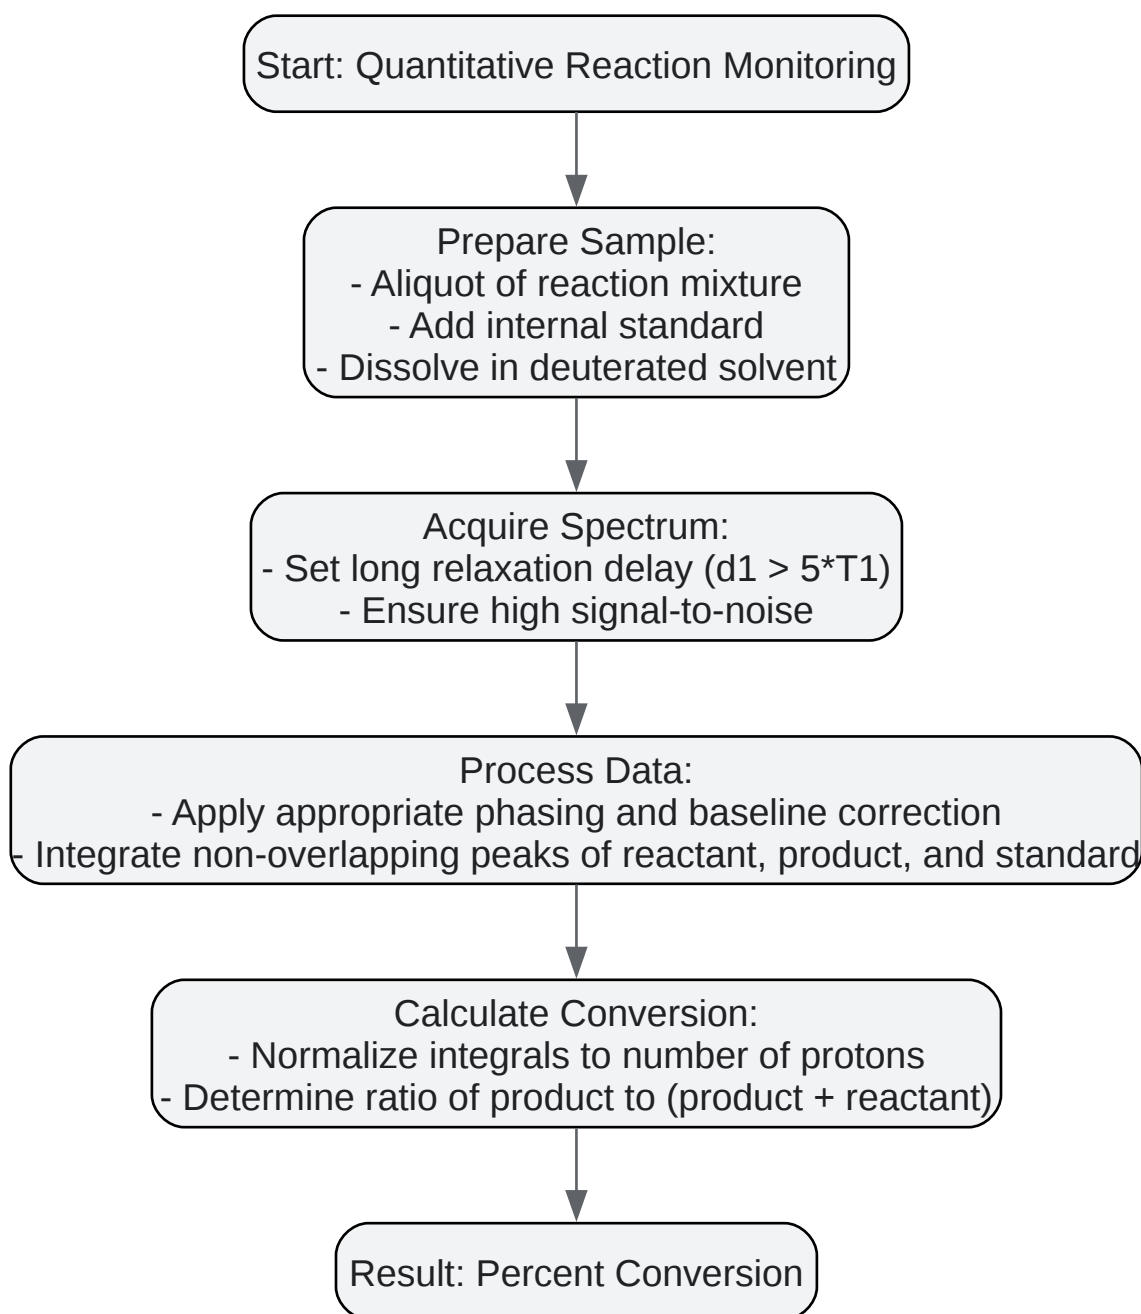 Start: Quantitative Reaction Monitoring
Prepare Sample:
- Aliquot of reaction mixture
- Add internal standard
- Dissolve in deuterated solvent
Acquire Spectrum:
- Set long relaxation delay (d1 > 5*T1)
- Ensure high signal-to-noise
Process Data:
- Apply appropriate phasing and baseline correction
- Integrate non-overlapping peaks of reactant, product, and standard
Calculate Conversion:
- Normalize integrals to number of protons
- Determine ratio of product to (product + reactant)
Result: Percent Conversion